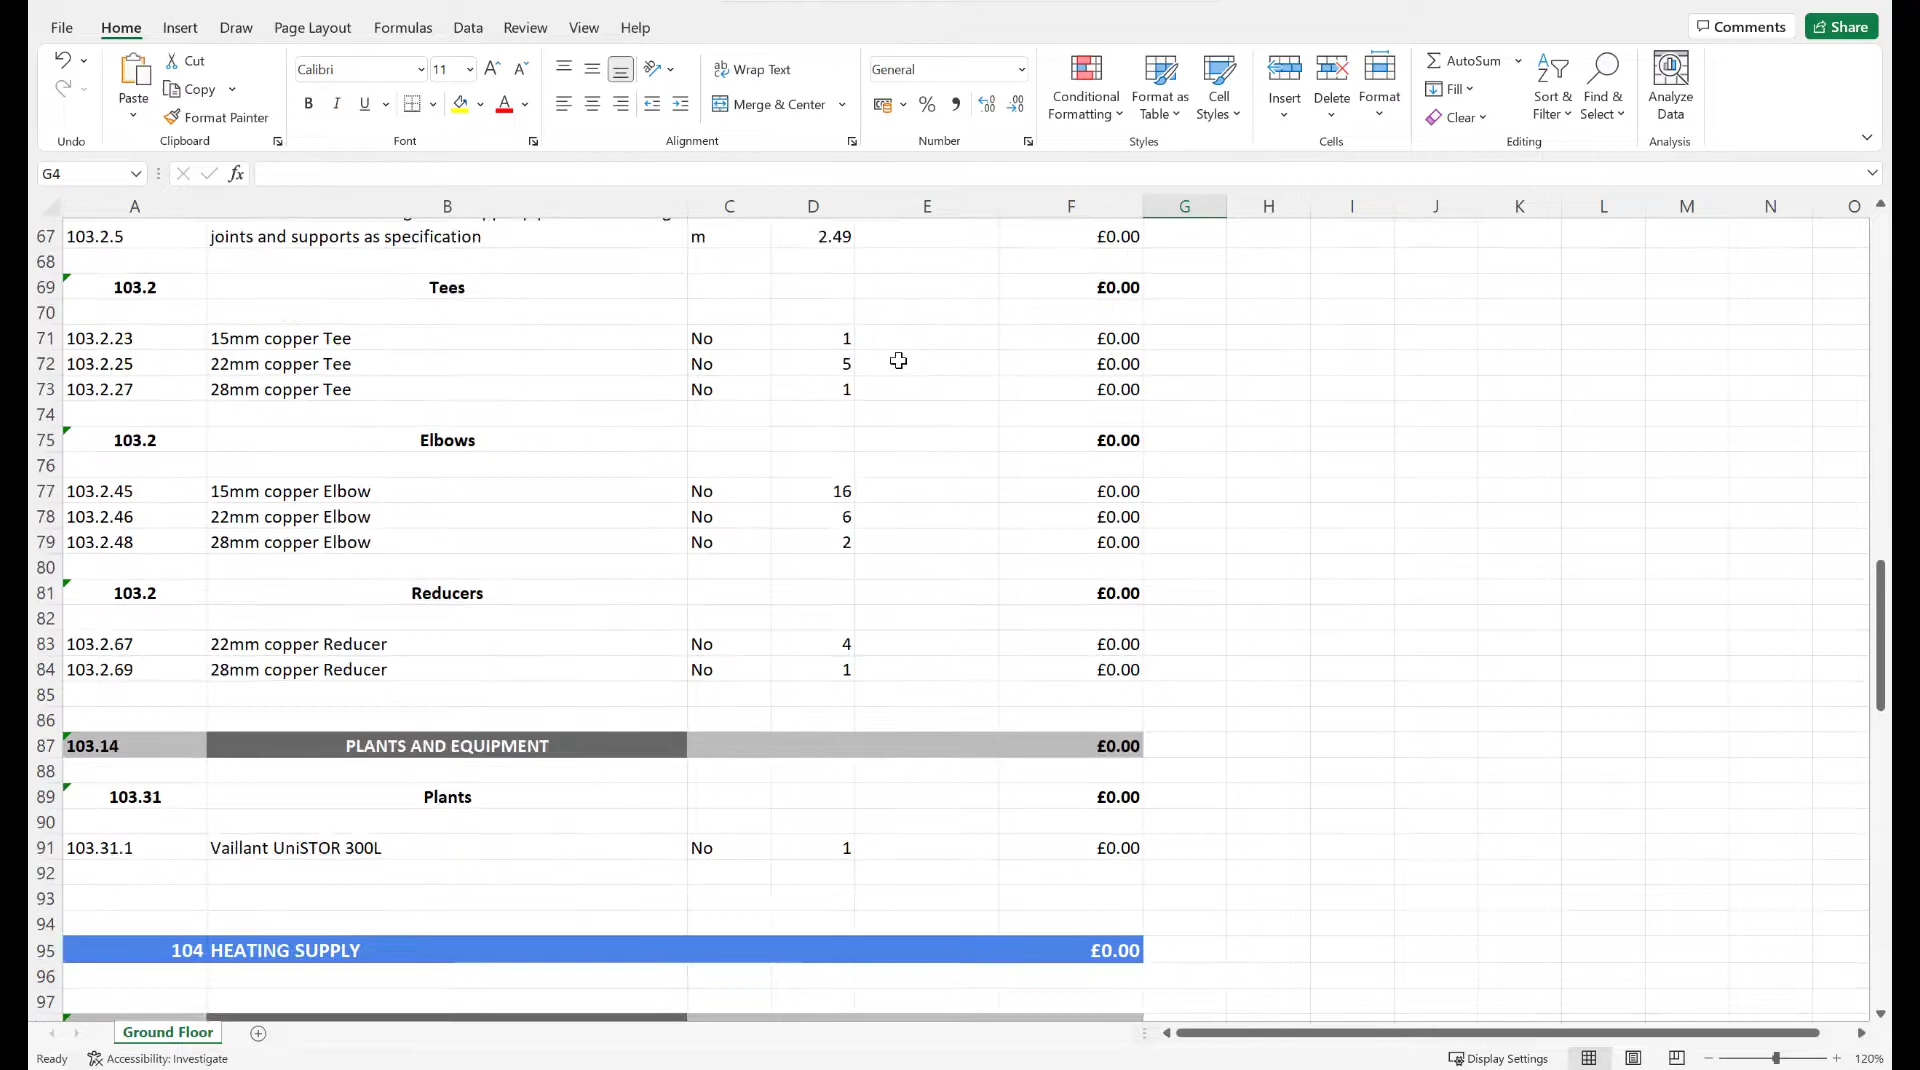 File Home Insert Draw Page Layout Formulas Data Review View Help Comments Share
Cut
Copy
Format Painter
Paste
Undo
Clipboard
Calibri 11
B I U
Font
Wrap Text
Merge & Center
Alignment
General
Number
Conditional Formatting
Format as Table
Cell Styles
Styles
Insert Delete Format
Cells
AutoSum
Fill
Clear
Sort & Filter
Find & Select
Editing
Analyze Data
Analysis
G4 fx
A B C D E F G H I J K L M N O
67 103.2.5 joints and supports as specification m 2.49 £0.00
68
69 103.2 Tees £0.00
70
71 103.2.23 15mm copper Tee No 1 £0.00
72 103.2.25 22mm copper Tee No 5 £0.00
73 103.2.27 28mm copper Tee No 1 £0.00
74
75 103.2 Elbows £0.00
76
77 103.2.45 15mm copper Elbow No 16 £0.00
78 103.2.46 22mm copper Elbow No 6 £0.00
79 103.2.48 28mm copper Elbow No 2 £0.00
80
81 103.2 Reducers £0.00
82
83 103.2.67 22mm copper Reducer No 4 £0.00
84 103.2.69 28mm copper Reducer No 1 £0.00
85
86
87 103.14 PLANTS AND EQUIPMENT £0.00
88
89 103.31 Plants £0.00
90
91 103.31.1 Vaillant UniSTOR 300L No 1 £0.00
92
93
94
95 104 HEATING SUPPLY £0.00
96
97
Ground Floor
Ready Accessibility: Investigate Display Settings 120%